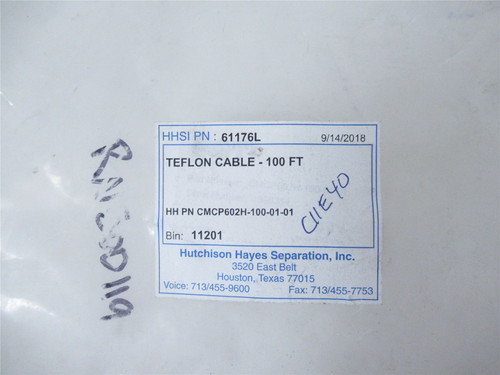 HHSI PN : 61176L 9/14/2018
TEFLON CABLE - 100 FT
C11E40
HH PN CMCP602H-100-01-01
Bin: 11201
Hutchison Hayes Separation, Inc.
3520 East Belt
Houston, Texas 77015
Voice: 713/455-9600 Fax: 713/455-7753